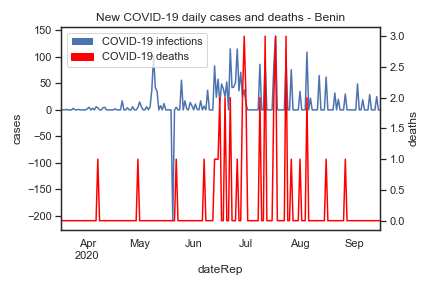 New COVID-19 daily cases and deaths - Benin
COVID-19 infections
COVID-19 deaths
150
100
50
0
−50
−100
−150
−200
cases
3.0
2.5
2.0
1.5
1.0
0.5
0.0
deaths
Apr
2020
May
Jun
Jul
Aug
Sep
dateRep